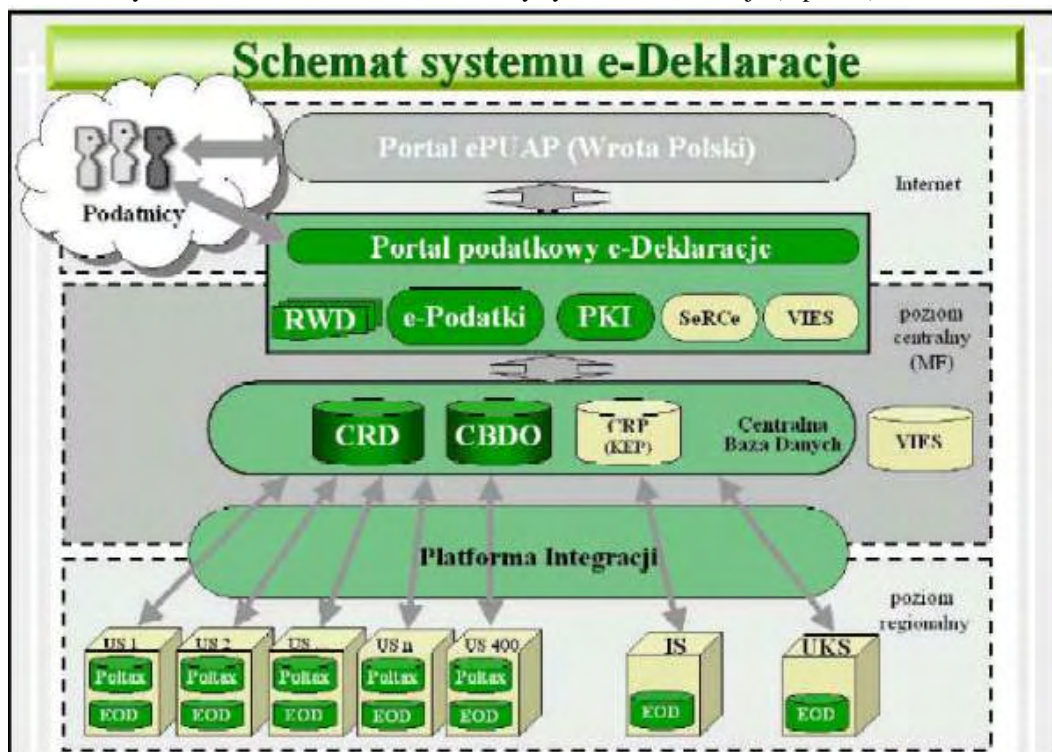 Schemat systemu e-Deklaracje
Portal ePUAP (Wrota Polski)
Internet
Podatnicy
Portal podatkowy e-Deklaracje
RWD
e-Podatki
PKI
SeRCe
VIES
poziom
centralny
(MF)
CRD
CBDO
CRP
(KEP)
Centralna
Baza Danych
VIES
Platforma Integracji
poziom
regionalny
US 1
US 2
US .
US n
US 400
IS
UKS
Poltax
Poltax
Poltax
Poltax
Poltax
EOD
EOD
EOD
EOD
EOD
EOD
EOD